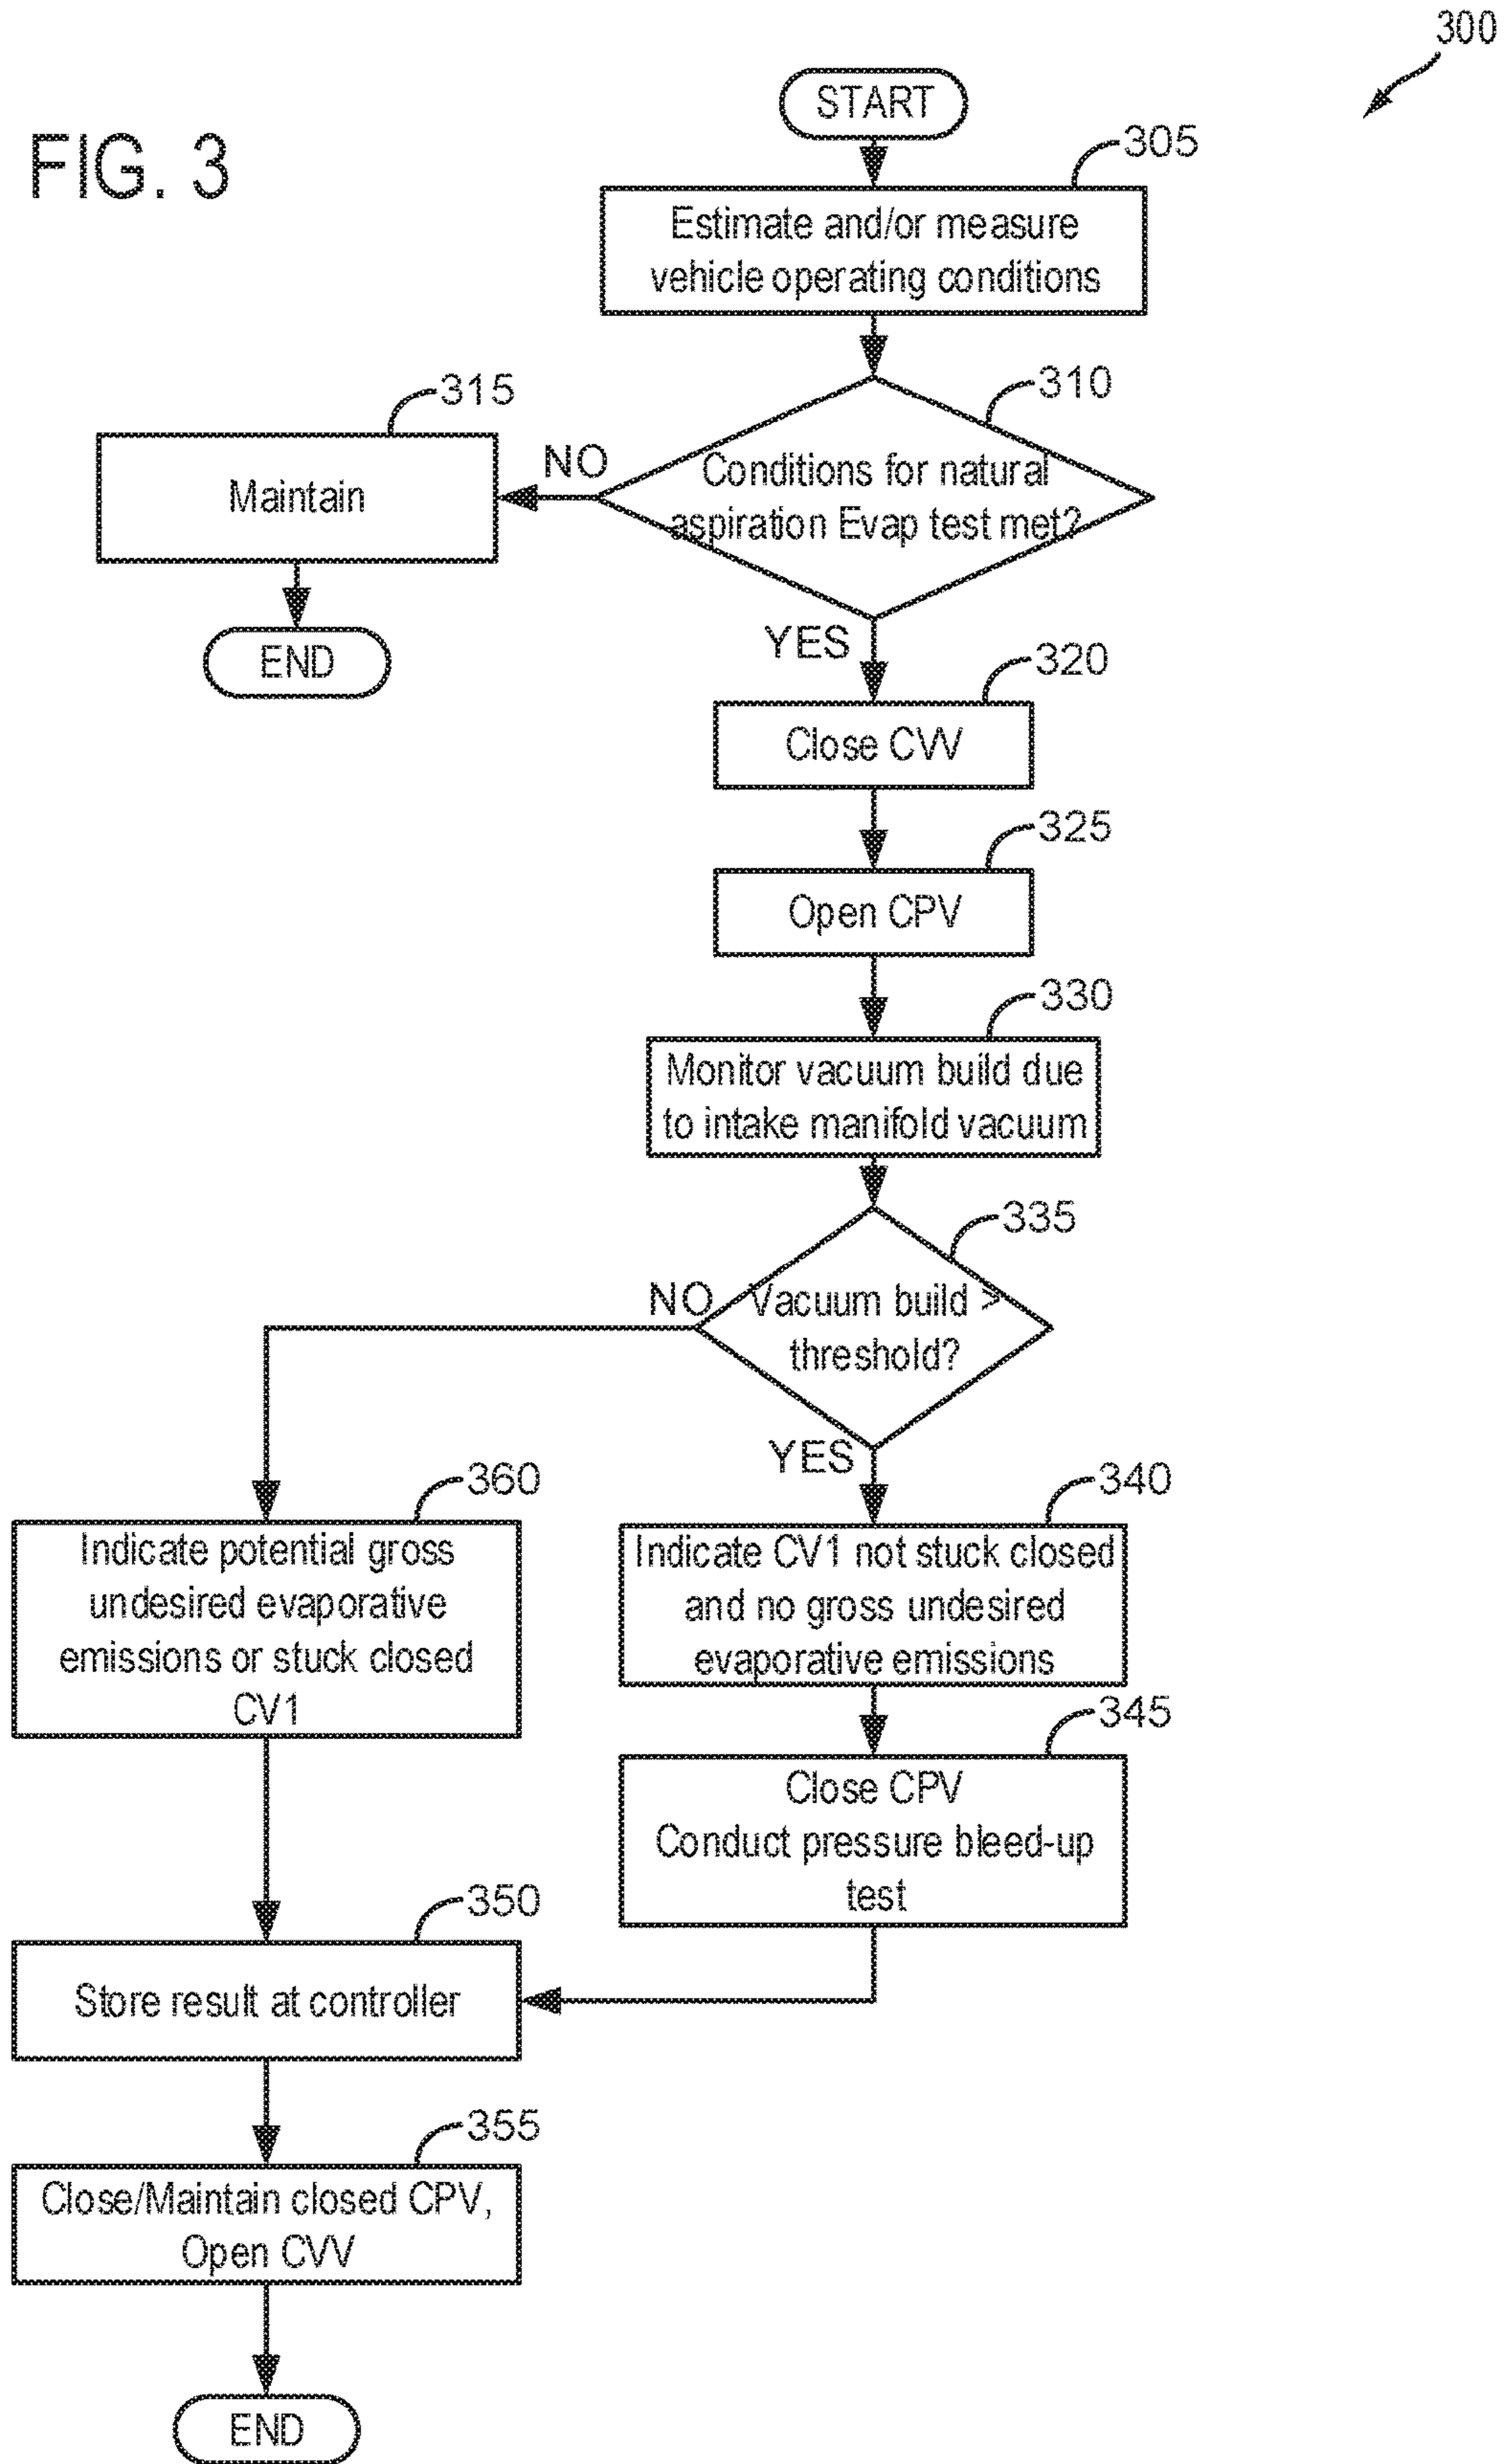 300
FIG. 3
START
305
Estimate and/or measure
vehicle operating conditions
310
Conditions for natural
aspiration Evap test met?
NO
315
Maintain
END
YES
320
Close CVV
325
Open CPV
330
Monitor vacuum build due
to intake manifold vacuum
335
Vacuum build >
threshold?
NO
YES
360
Indicate potential gross
undesired evaporative
emissions or stuck closed
CV1
340
Indicate CV1 not stuck closed
and no gross undesired
evaporative emissions
345
Close CPV
Conduct pressure bleed-up
test
350
Store result at controller
355
Close/Maintain closed CPV,
Open CVV
END